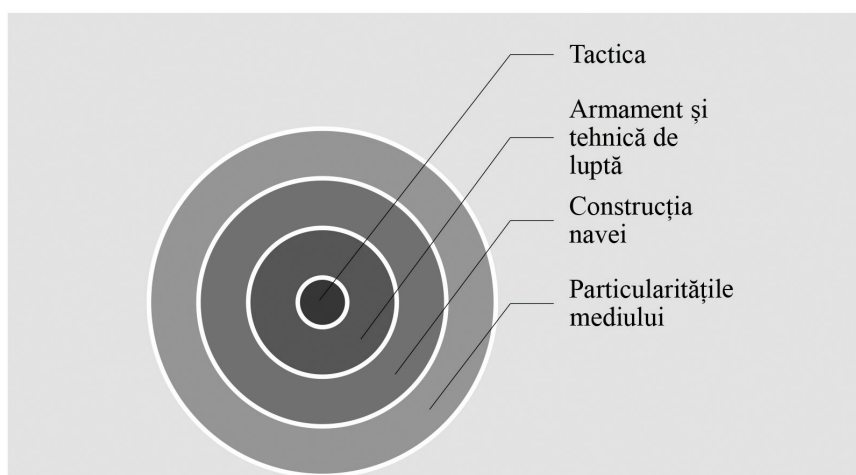 Tactica
Armament și
tehnică de
luptă
Construcția
navei
Particularitățile
mediului